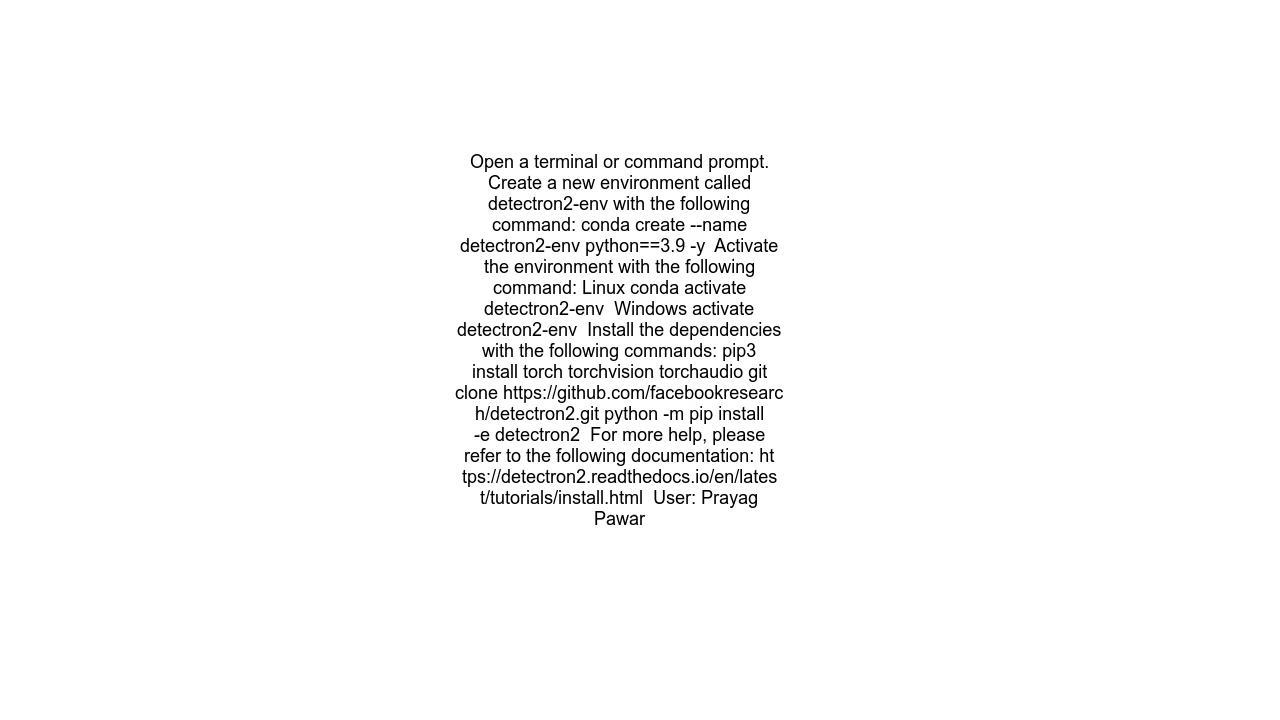 Open a terminal or command prompt.
Create a new environment called
detectron2-env with the following
command: conda create --name
detectron2-env python==3.9 -y  Activate
the environment with the following
command: Linux conda activate
detectron2-env  Windows activate
detectron2-env  Install the dependencies
with the following commands: pip3
install torch torchvision torchaudio git
clone https://github.com/facebookresearc
h/detectron2.git python -m pip install
-e detectron2  For more help, please
refer to the following documentation: ht
tps://detectron2.readthedocs.io/en/lates
t/tutorials/install.html  User: Prayag
Pawar